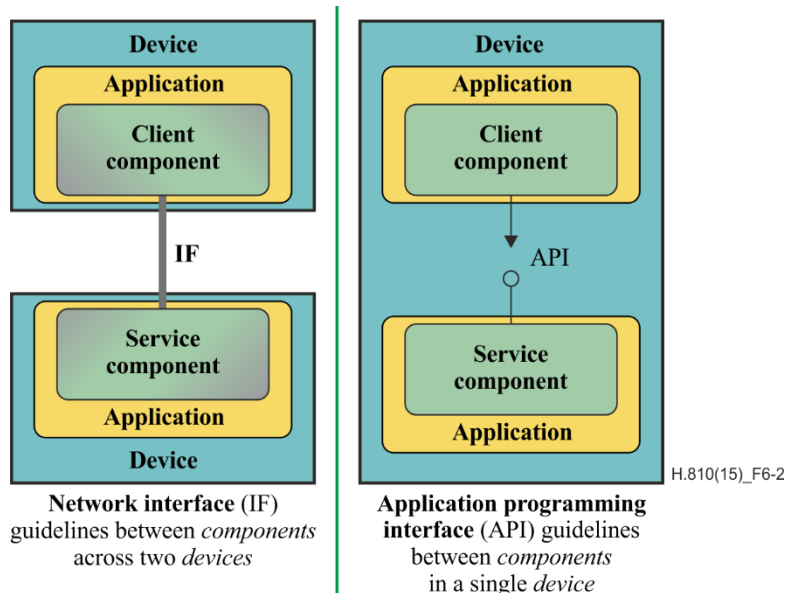 Device
Application
Client
component
IF
Service
component
Application
Device
Network interface (IF)
guidelines between components
across two devices
Device
Application
Client
component
API
Service
component
Application
Application programming
interface (API) guidelines
between components
in a single device
H.810(15)_F6-2